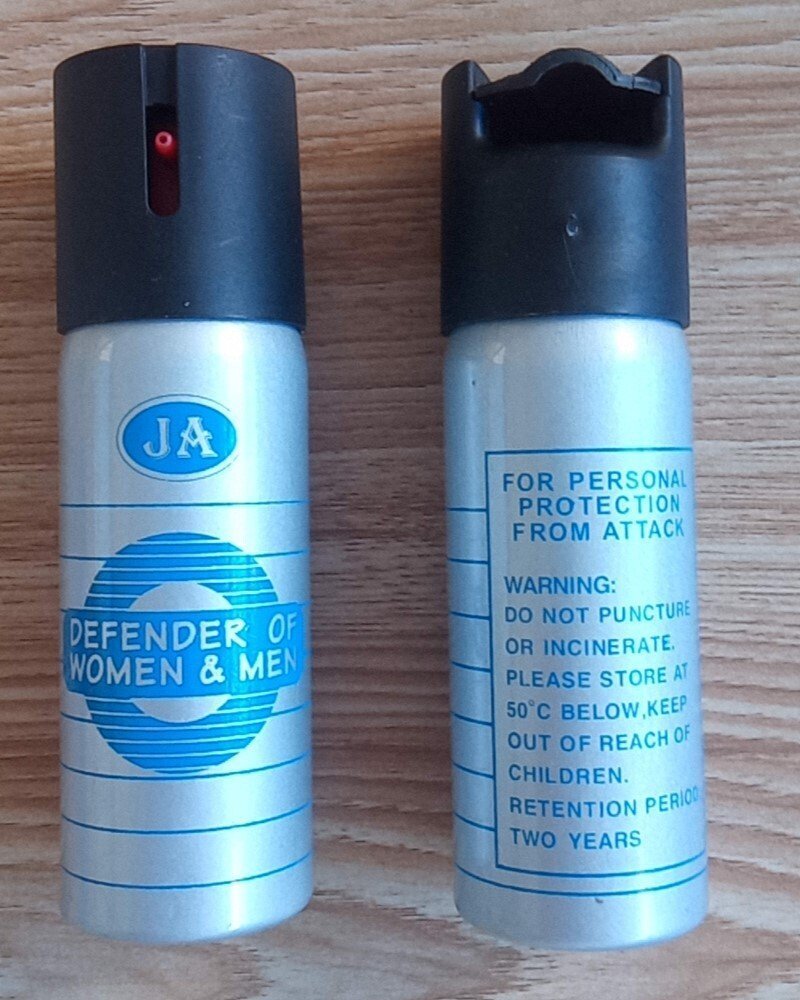 JA
DEFENDER OF
WOMEN & MEN
FOR PERSONAL
PROTECTION
FROM ATTACK
WARNING:
DO NOT PUNCTURE
OR INCINERATE.
PLEASE STORE AT
50°C BELOW,KEEP
OUT OF REACH OF
CHILDREN.
RETENTION PERIOD:
TWO YEARS